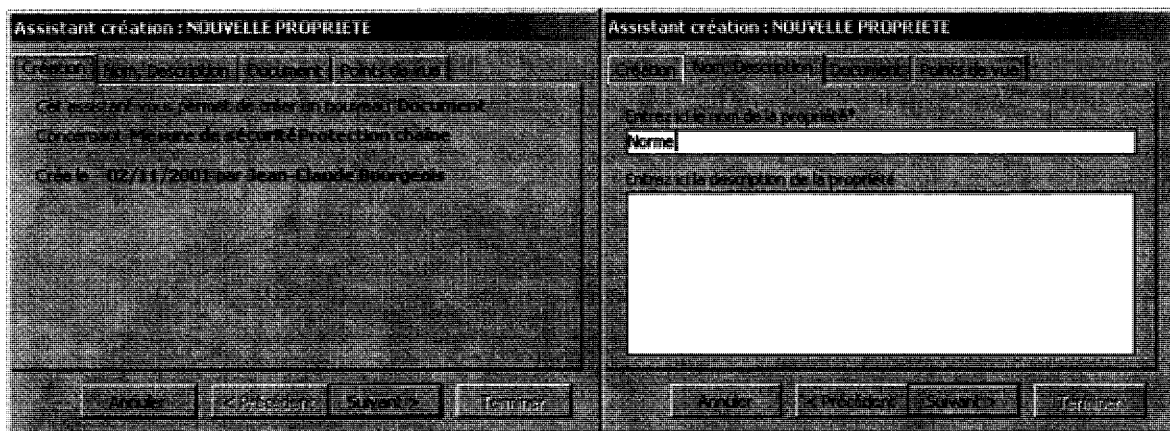 Assistant création : NOUVELLE PROPRIETE
Création Nom, Description Document Points de vue
Cet assistant vous permet de créer un nouveau Document
Concernant Mesure de sécurité Protection chaîne
Crée le 02/11/2001 par Jean-Claude Bourgeois
Annuler < Précédent Suivant > Terminer
Assistant création : NOUVELLE PROPRIETE
Création Nom, Description Document Points de vue
Entrez ici le nom de la propriété*
Norme
Entrez ici la description de la propriété
Annuler < Précédent Suivant > Terminer